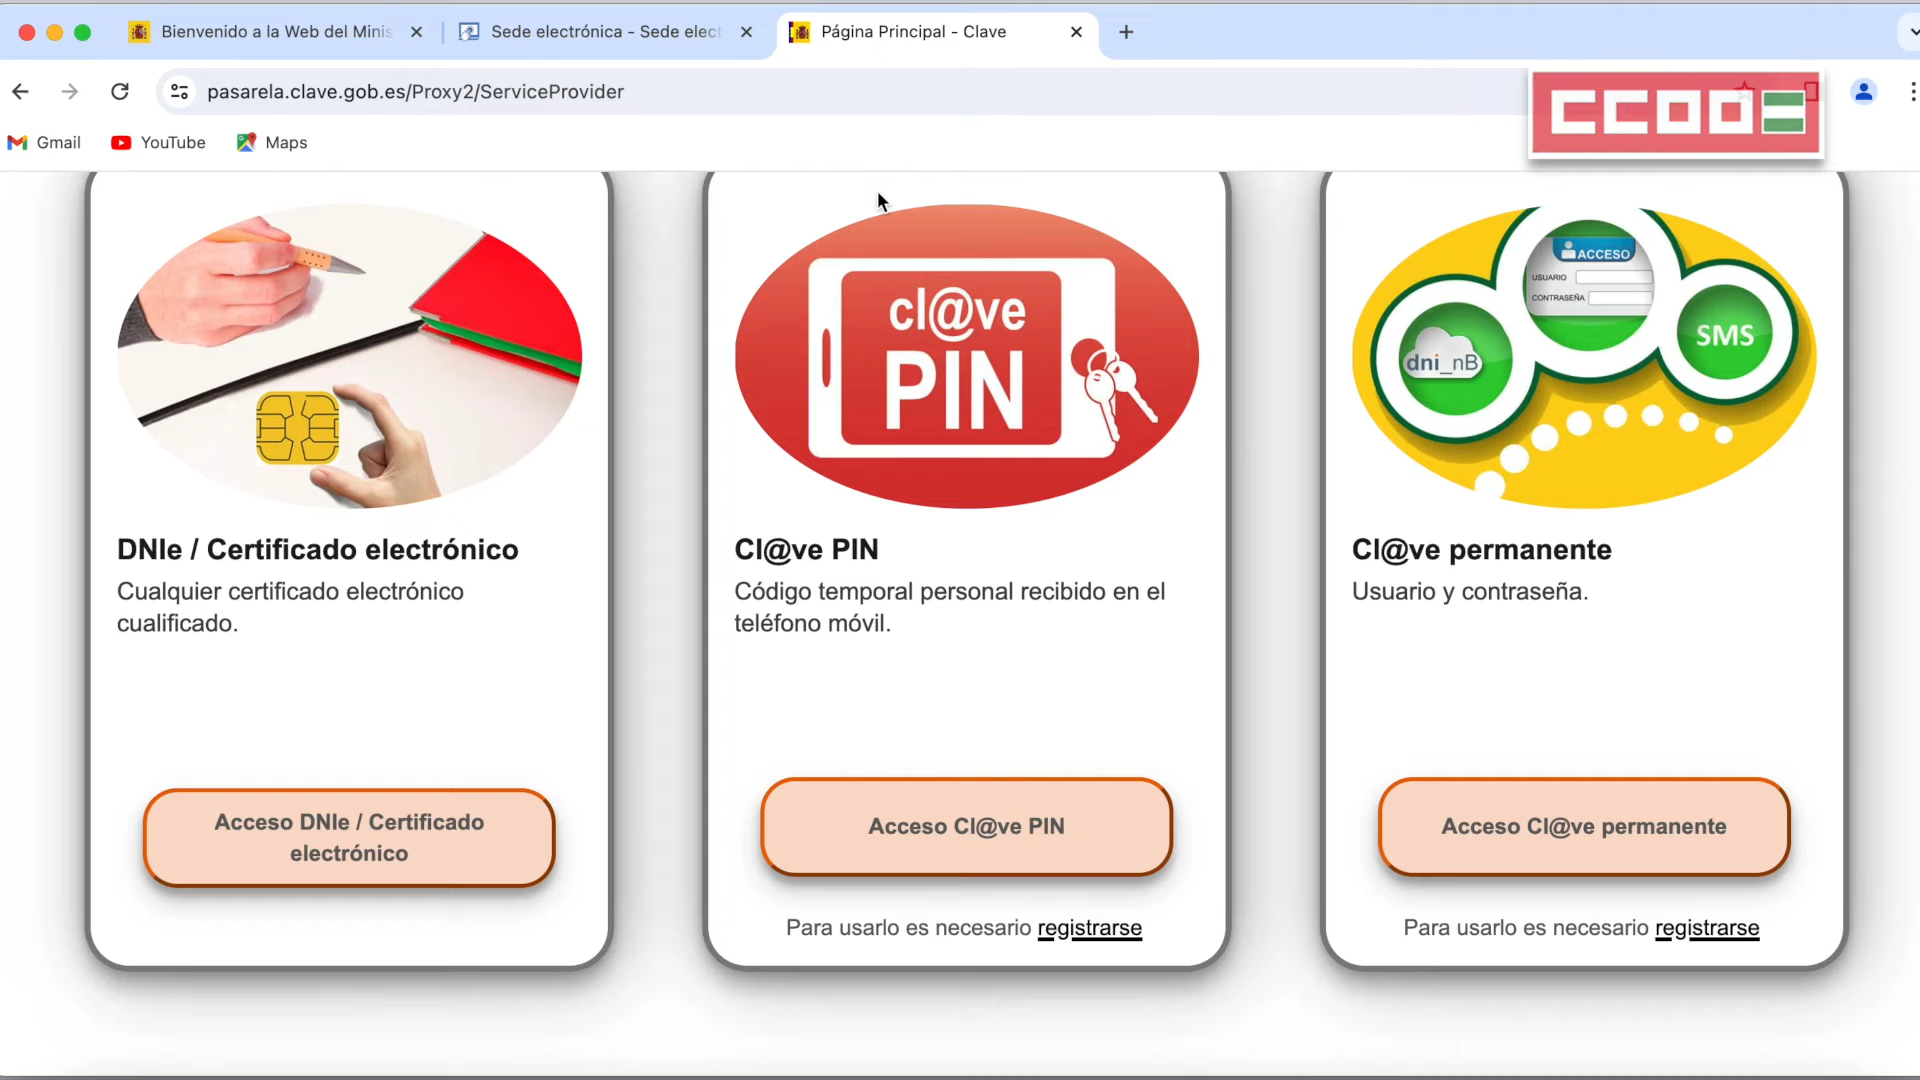 Bienvenido a la Web del Minis
Sede electrónica - Sede elect
Página Principal - Clave
pasarela.clave.gob.es/Proxy2/ServiceProvider
CCOO
Gmail
YouTube
Maps
cl@ve
PIN
ACCESO
USUARIO
CONTRASEÑA
dni_nB
SMS
DNIe / Certificado electrónico
Cualquier certificado electrónico
cualificado.
Acceso DNIe / Certificado
electrónico
Cl@ve PIN
Código temporal personal recibido en el
teléfono móvil.
Acceso Cl@ve PIN
Para usarlo es necesario registrarse
Cl@ve permanente
Usuario y contraseña.
Acceso Cl@ve permanente
Para usarlo es necesario registrarse